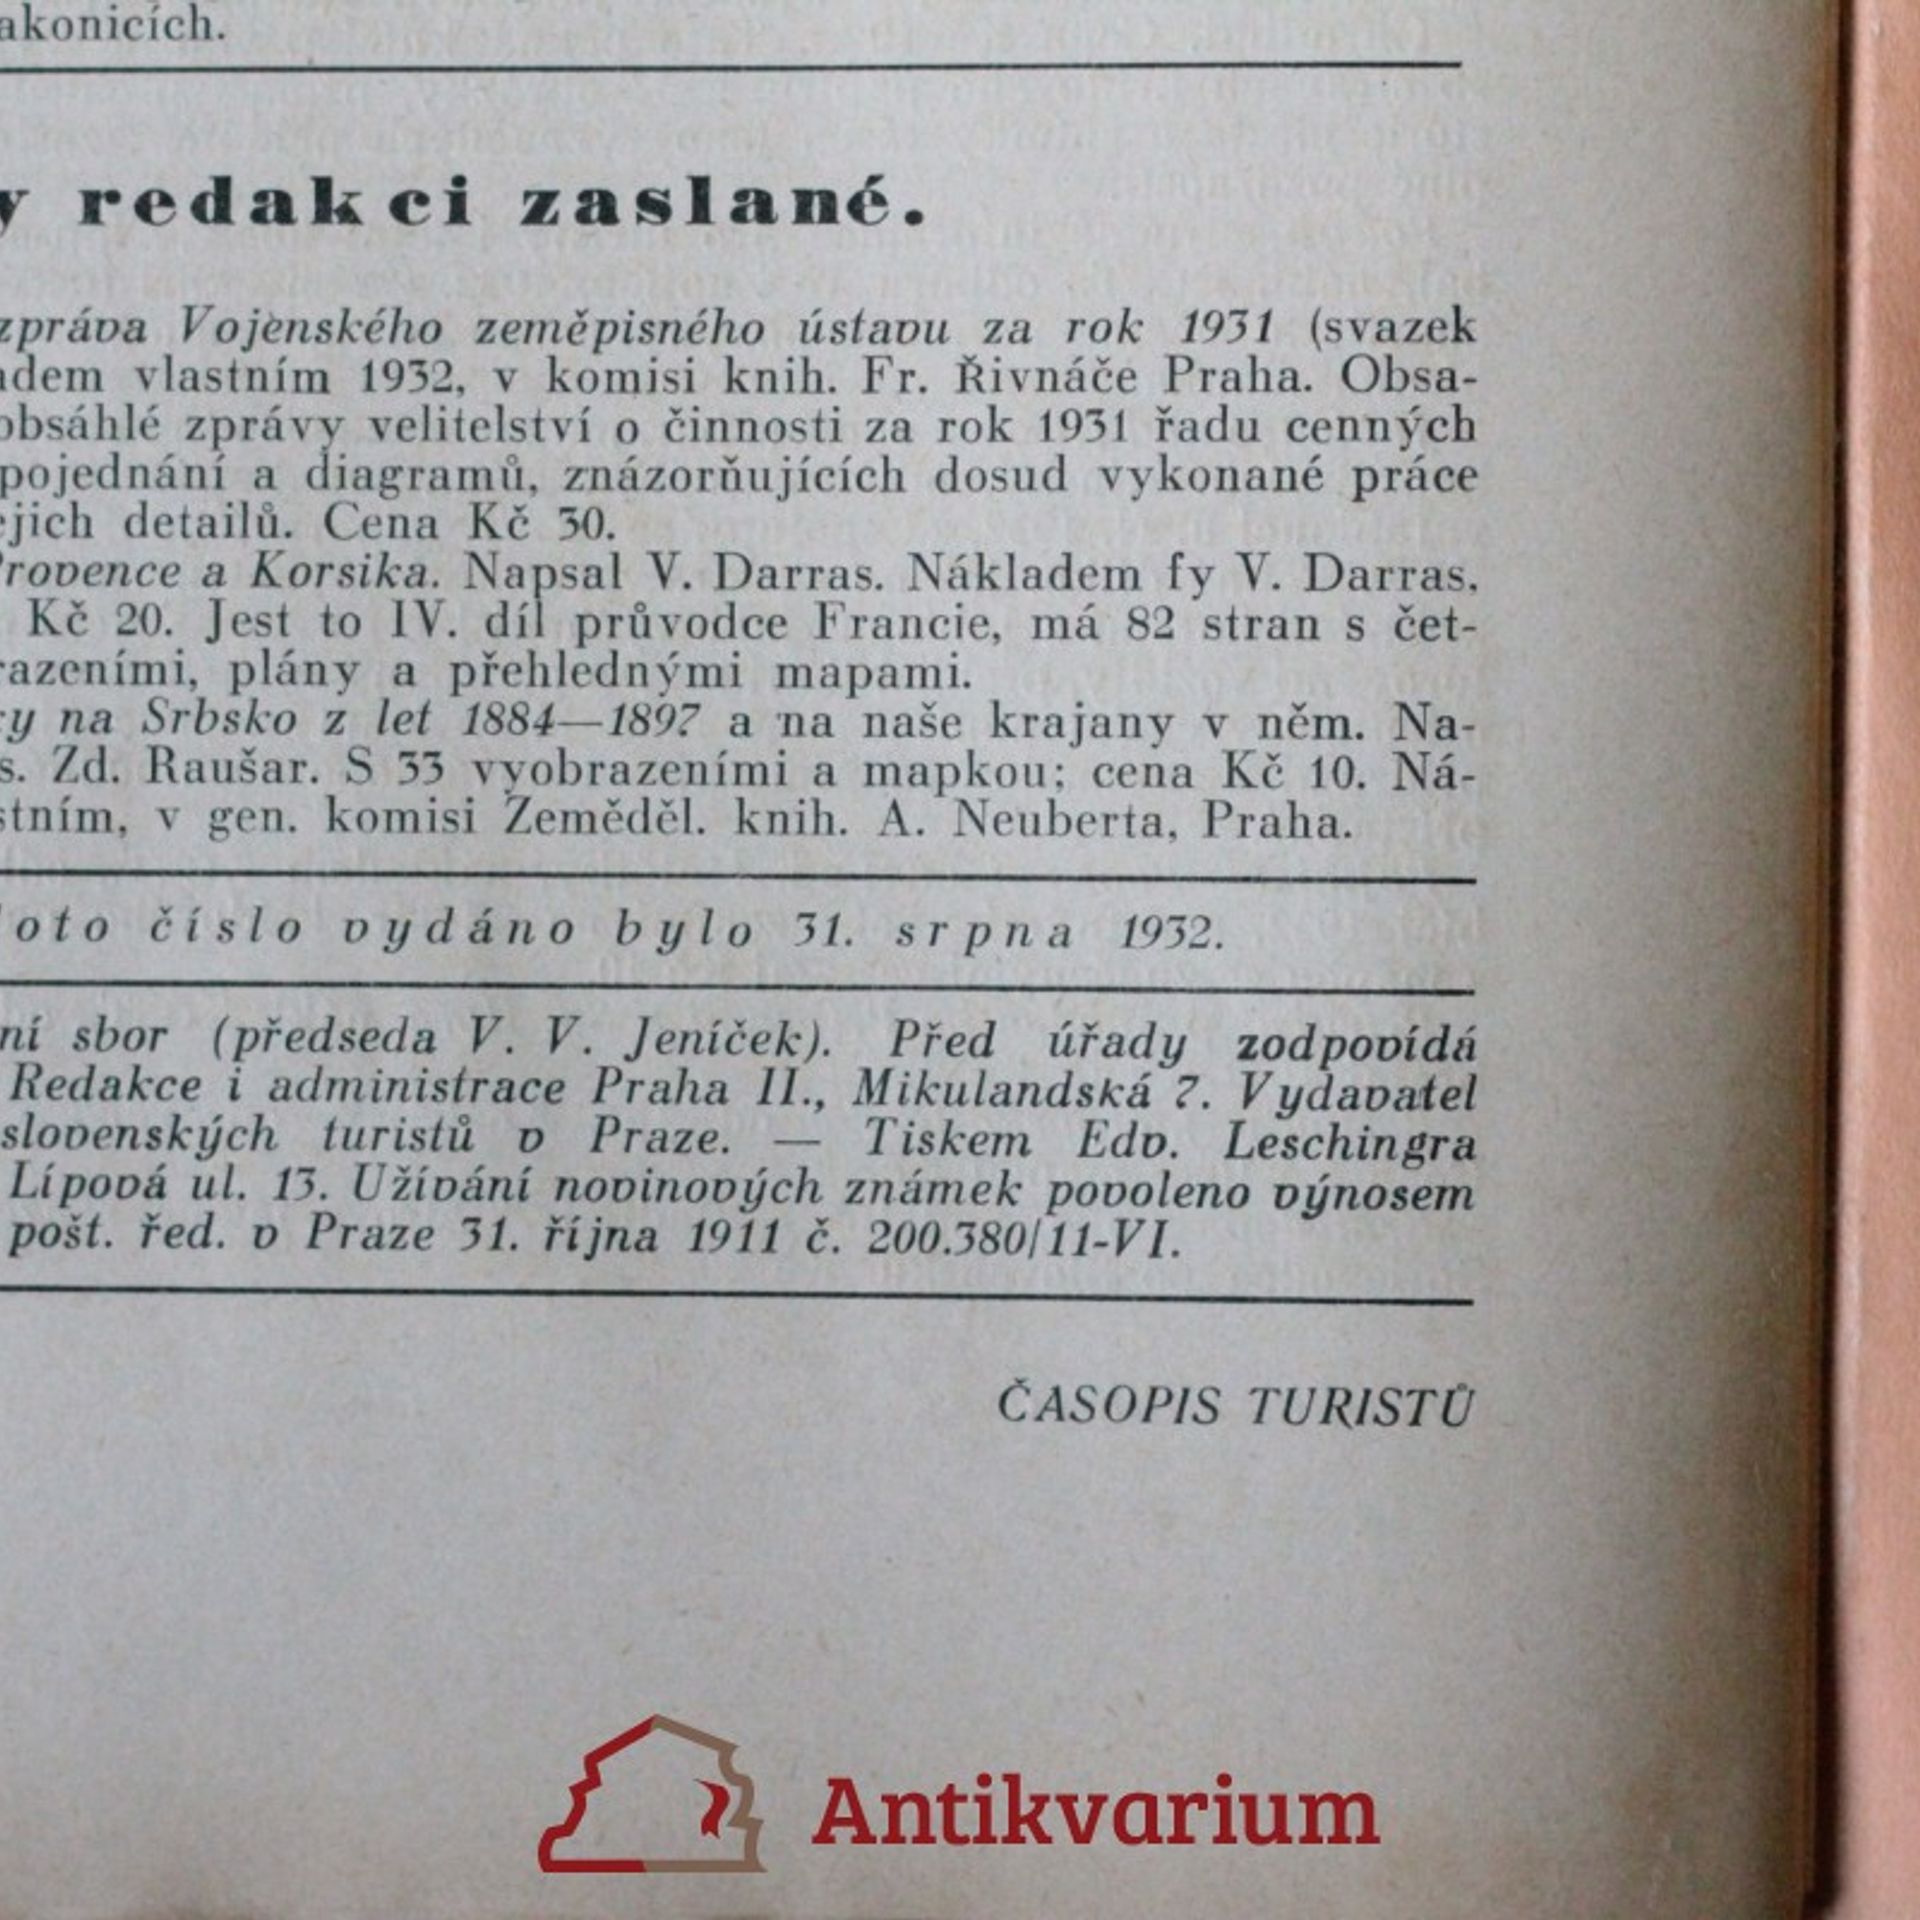 akonicích.
y redakci zaslané.
zpráva Vojenského zeměpisného ústavu za rok 1931 (svazek
adem vlastním 1932, v komisi knih. Fr. Řivnáče Praha. Obsa-
obsáhlé zprávy velitelství o činnosti za rok 1931 řadu cenných
pojednání a diagramů, znázorňujících dosud vykonané práce
ejich detailů. Cena Kč 30.
Provence a Korsika. Napsal V. Darras. Nákladem fy V. Darras,
Kč 20. Jest to IV. díl průvodce Francie, má 82 stran s čet-
razeními, plány a přehlednými mapami.
cy na Srbsko z let 1884—1897 a na naše krajany v něm. Na-
s. Zd. Raušar. S 33 vyobrazeními a mapkou; cena Kč 10. Ná-
stním, v gen. komisi Zeměděl. knih. A. Neuberta, Praha.
oto číslo vydáno bylo 31. srpna 1932.
ní sbor (předseda V. V. Jeníček). Před úřady zodpovídá
Redakce i administrace Praha II., Mikulandská 7. Vydavatel
slovenských turistů v Praze. — Tiskem Edv. Leschingra
Lípová ul. 13. Užívání novinových známek povoleno výnosem
pošt. řed. v Praze 31. října 1911 č. 200.380/11-VI.
ČASOPIS TURISTŮ
Antikvarium